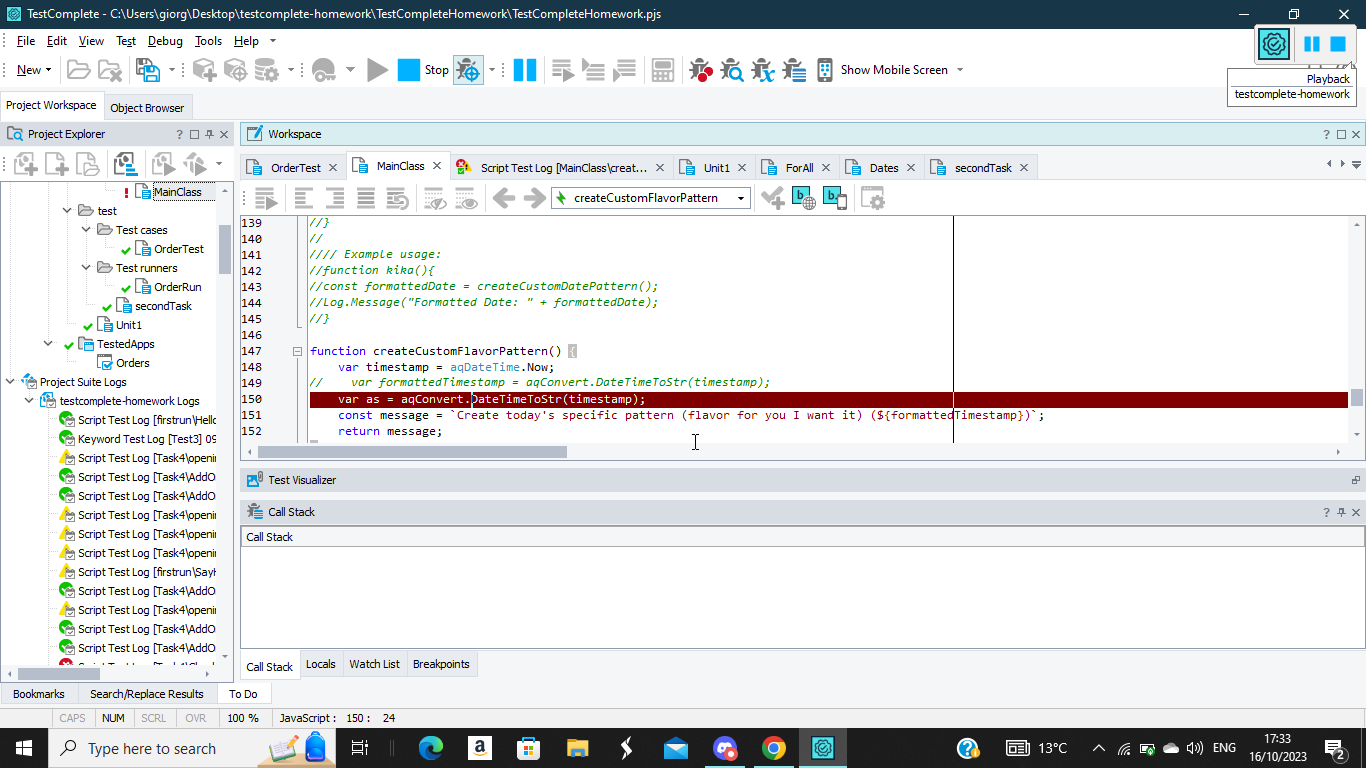 TestComplete - C:\Users\giorg\Desktop\testcomplete-homework\TestCompleteHomework\TestCompleteHomework.pjs
File Edit View Test Debug Tools Help
New Stop Show Mobile Screen
Playback
testcomplete-homework
Project Workspace Object Browser
Project Explorer
MainClass
test
Test cases
OrderTest
Test runners
OrderRun
secondTask
Unit1
TestedApps
Orders
Project Suite Logs
testcomplete-homework Logs
Script Test Log [firstrun\Hello
Keyword Test Log [Test3] 09
Script Test Log [Task4\openin
Script Test Log [Task4\AddO
Script Test Log [Task4\AddO
Script Test Log [Task4\openin
Script Test Log [Task4\openin
Script Test Log [Task4\openin
Script Test Log [firstrun\SayH
Script Test Log [Task4\AddO
Script Test Log [Task4\openin
Script Test Log [Task4\AddO
Script Test Log [Task4\AddO
Bookmarks Search/Replace Results To Do
Workspace
OrderTest MainClass Script Test Log [MainClass\creat... Unit1 ForAll Dates secondTask
createCustomFlavorPattern
139 //}
140 //
141 //// Example usage:
142 //function kika(){
143 //const formattedDate = createCustomDatePattern();
144 //Log.Message("Formatted Date: " + formattedDate);
145 //}
146
147 function createCustomFlavorPattern() {
148 var timestamp = aqDateTime.Now;
149 // var formattedTimestamp = aqConvert.DateTimeToStr(timestamp);
150 var as = aqConvert.DateTimeToStr(timestamp);
151 const message = `Create today's specific pattern (flavor for you I want it) (${formattedTimestamp})`;
152 return message;
Test Visualizer
Call Stack
Call Stack
Call Stack Locals Watch List Breakpoints
CAPS NUM SCRL OVR 100 % JavaScript : 150 : 24
Type here to search
13°C ENG
17:33
16/10/2023
2